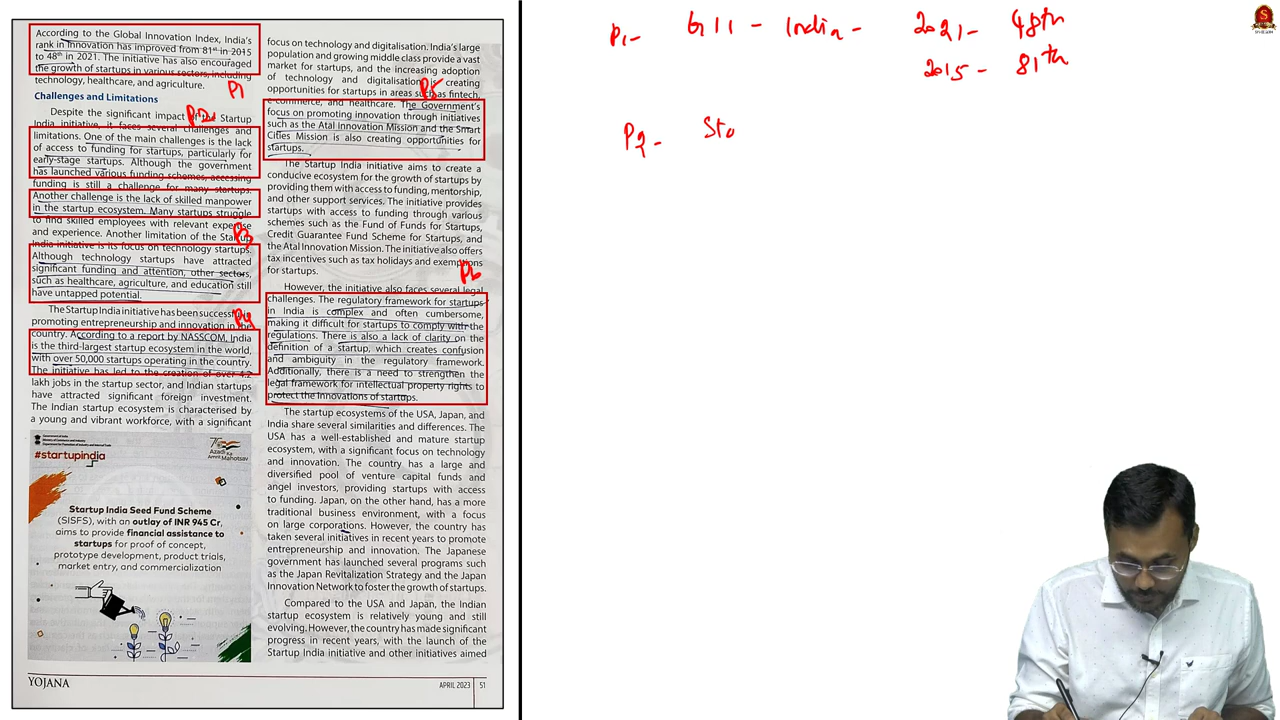 According to the Global Innovation Index, India's
rank in Innovation has improved from 81st in 2015
to 48th in 2021. The initiative has also encouraged
the growth of startups in various sectors, including
technology, healthcare, and agriculture.
P1
Challenges and Limitations
P2
Despite the significant impact of the Startup
India initiative, it faces several challenges and
limitations. One of the main challenges is the lack
of access to funding for startups, particularly for
early-stage startups. Although the government
has launched various funding schemes, accessing
funding is still a challenge for many startups.
Another challenge is the lack of skilled manpower
in the startup ecosystem. Many startups struggle
to find skilled employees with relevant expertise
and experience. Another limitation of the Startup
P3
India initiative is its focus on technology startups.
Although technology startups have attracted
significant funding and attention, other sectors,
such as healthcare, agriculture, and education still
have untapped potential.
The Startup India initiative has been successful in
P4
promoting entrepreneurship and innovation in the
country. According to a report by NASSCOM, India
is the third-largest startup ecosystem in the world,
with over 50,000 startups operating in the country.
The initiative has led to the creation of over 4.2
lakh jobs in the startup sector, and Indian startups
have attracted significant foreign investment.
The Indian startup ecosystem is characterised by
a young and vibrant workforce, with a significant
#startupindia
Azadi Ka
Amrit Mahotsav
Startup India Seed Fund Scheme
(SISFS), with an outlay of INR 945 Cr,
aims to provide financial assistance to
startups for proof of concept,
prototype development, product trials,
market entry, and commercialization
focus on technology and digitalisation. India's large
population and growing middle class provide a vast
market for startups, and the increasing adoption
of technology and digitalisation is creating
opportunities for startups in areas such as fintech,
P5
e-commerce, and healthcare. The Government's
focus on promoting innovation through initiatives
such as the Atal Innovation Mission and the Smart
Cities Mission is also creating opportunities for
startups.
The Startup India initiative aims to create a
conducive ecosystem for the growth of startups by
providing them with access to funding, mentorship,
and other support services. The initiative provides
startups with access to funding through various
schemes such as the Fund of Funds for Startups,
Credit Guarantee Fund Scheme for Startups, and
the Atal Innovation Mission. The initiative also offers
tax incentives such as tax holidays and exemptions
for startups.
P6
However, the initiative also faces several legal
challenges. The regulatory framework for startups
in India is complex and often cumbersome,
making it difficult for startups to comply with the
regulations. There is also a lack of clarity on the
definition of a startup, which creates confusion
and ambiguity in the regulatory framework.
Additionally, there is a need to strengthen the
legal framework for intellectual property rights to
protect the innovations of startups.
The startup ecosystems of the USA, Japan, and
India share several similarities and differences. The
USA has a well-established and mature startup
ecosystem, with a significant focus on technology
and innovation. The country has a large and
diversified pool of venture capital funds and
angel investors, providing startups with access
to funding. Japan, on the other hand, has a more
traditional business environment, with a focus
on large corporations. However, the country has
taken several initiatives in recent years to promote
entrepreneurship and innovation. The Japanese
government has launched several programs such
as the Japan Revitalization Strategy and the Japan
Innovation Network to foster the growth of startups.
Compared to the USA and Japan, the Indian
startup ecosystem is relatively young and still
evolving. However, the country has made significant
progress in recent years, with the launch of the
Startup India initiative and other initiatives aimed
YOJANA
APRIL 2023 51
P1 - GII - India - 2021 - 48th
2015 - 81th
P2 - Sta